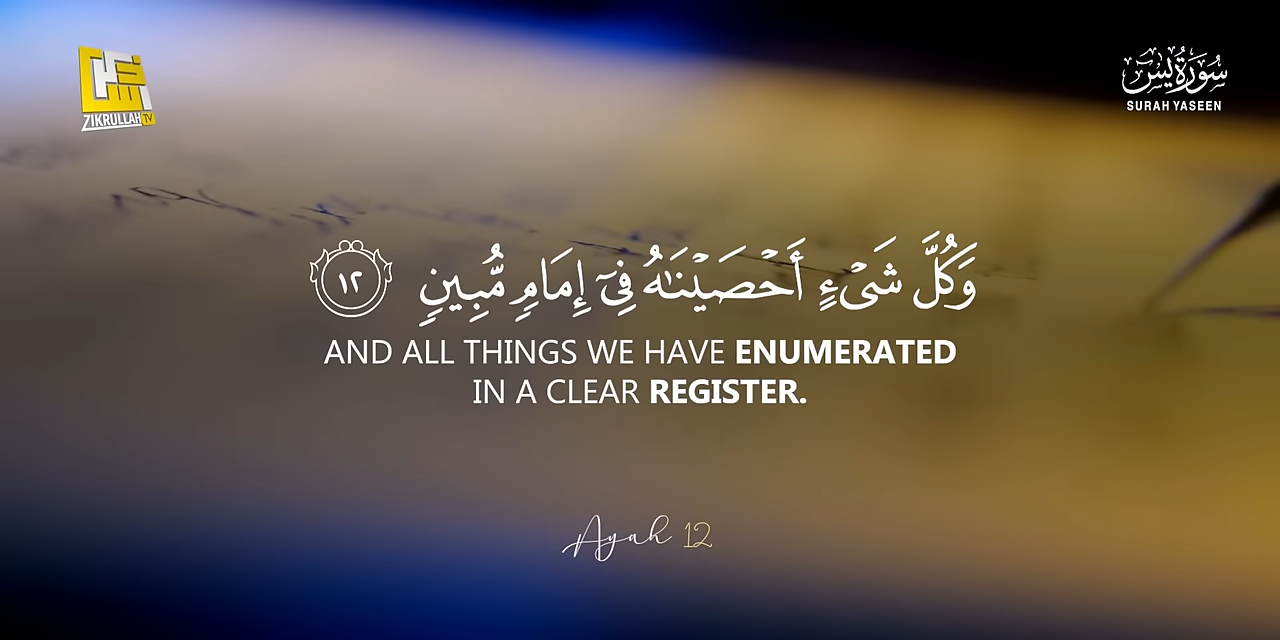 ZIKRULLAH TV
سُورَةُ يس
SURAH YASEEN
وَكُلَّ شَىْءٍ أَحْصَيْنَـٰهُ فِىٓ إِمَامٍ مُّبِينٍ ١٢
AND ALL THINGS WE HAVE ENUMERATED
IN A CLEAR REGISTER.
Ayah 12